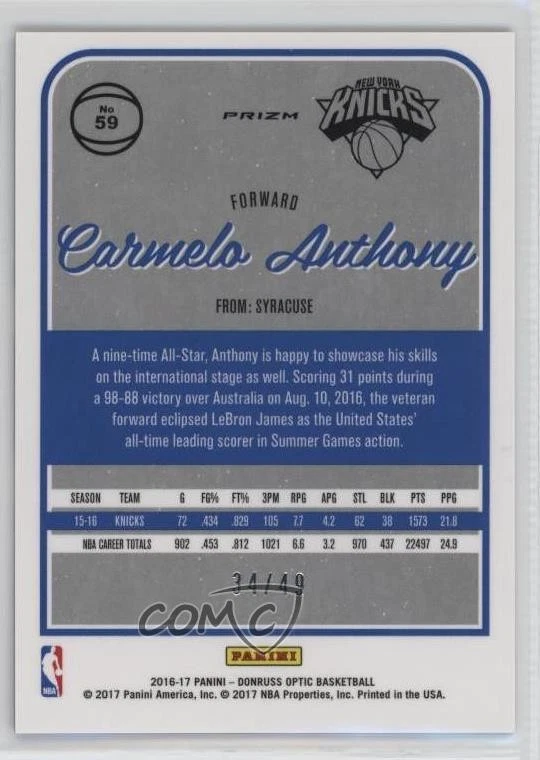 No
59
PRIZM
NEW YORK
KNICKS
FORWARD
Carmelo Anthony
FROM: SYRACUSE
A nine-time All-Star, Anthony is happy to showcase his skills
on the international stage as well. Scoring 31 points during
a 98-88 victory over Australia on Aug. 10, 2016, the veteran
forward eclipsed LeBron James as the United States'
all-time leading scorer in Summer Games action.
SEASON TEAM G FG% FT% 3PM RPG APG STL BLK PTS PPG
15-16 KNICKS 72 .434 .829 105 7.7 4.2 62 38 1573 21.8
NBA CAREER TOTALS 902 .453 .812 1021 6.6 3.2 970 437 22497 24.9
34/49
COMC
PANINI
NBA
2016-17 PANINI – DONRUSS OPTIC BASKETBALL
© 2017 Panini America, Inc. © 2017 NBA Properties, Inc. Printed in the USA.